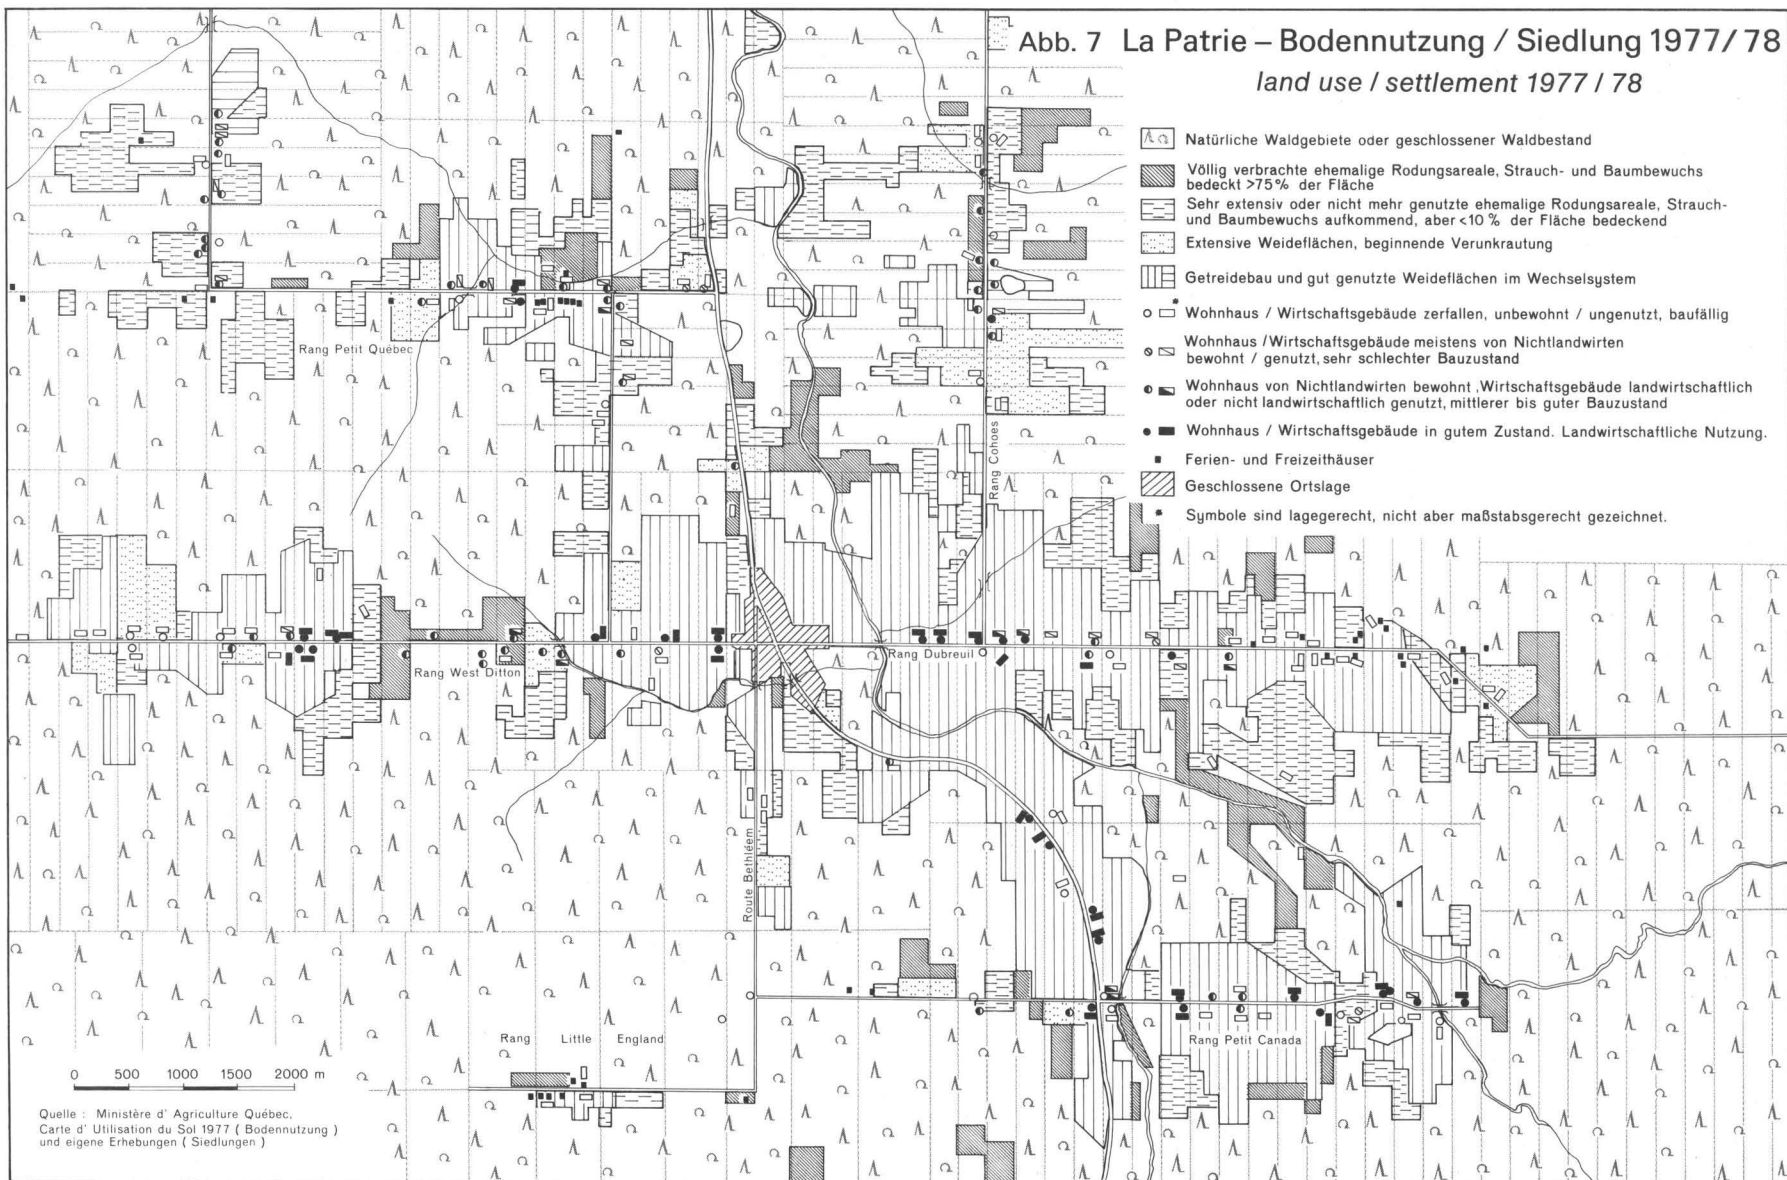 Abb. 7 La Patrie – Bodennutzung / Siedlung 1977/78
land use / settlement 1977 / 78
Natürliche Waldgebiete oder geschlossener Waldbestand
Völlig verbrachte ehemalige Rodungsareale, Strauch- und Baumbewuchs
bedeckt >75% der Fläche
Sehr extensiv oder nicht mehr genutzte ehemalige Rodungsareale, Strauch-
und Baumbewuchs aufkommend, aber <10 % der Fläche bedeckend
Extensive Weideflächen, beginnende Verunkrautung
Getreidebau und gut genutzte Weideflächen im Wechselsystem
* Wohnhaus / Wirtschaftsgebäude zerfallen, unbewohnt / ungenutzt, baufällig
Wohnhaus / Wirtschaftsgebäude meistens von Nichtlandwirten
bewohnt / genutzt, sehr schlechter Bauzustand
Wohnhaus von Nichtlandwirten bewohnt, Wirtschaftsgebäude landwirtschaftlich
oder nicht landwirtschaftlich genutzt, mittlerer bis guter Bauzustand
Wohnhaus / Wirtschaftsgebäude in gutem Zustand. Landwirtschaftliche Nutzung.
Ferien- und Freizeithäuser
Geschlossene Ortslage
* Symbole sind lagegerecht, nicht aber maßstabsgerecht gezeichnet.
Rang Petit Québec
Rang Cohoes
Rang West Ditton
Rang Dubreuil
Route Bethléem
Rang Little England
Rang Petit Canada
0 500 1000 1500 2000 m
Quelle : Ministère d' Agriculture Québec,
Carte d' Utilisation du Sol 1977 ( Bodennutzung )
und eigene Erhebungen ( Siedlungen )